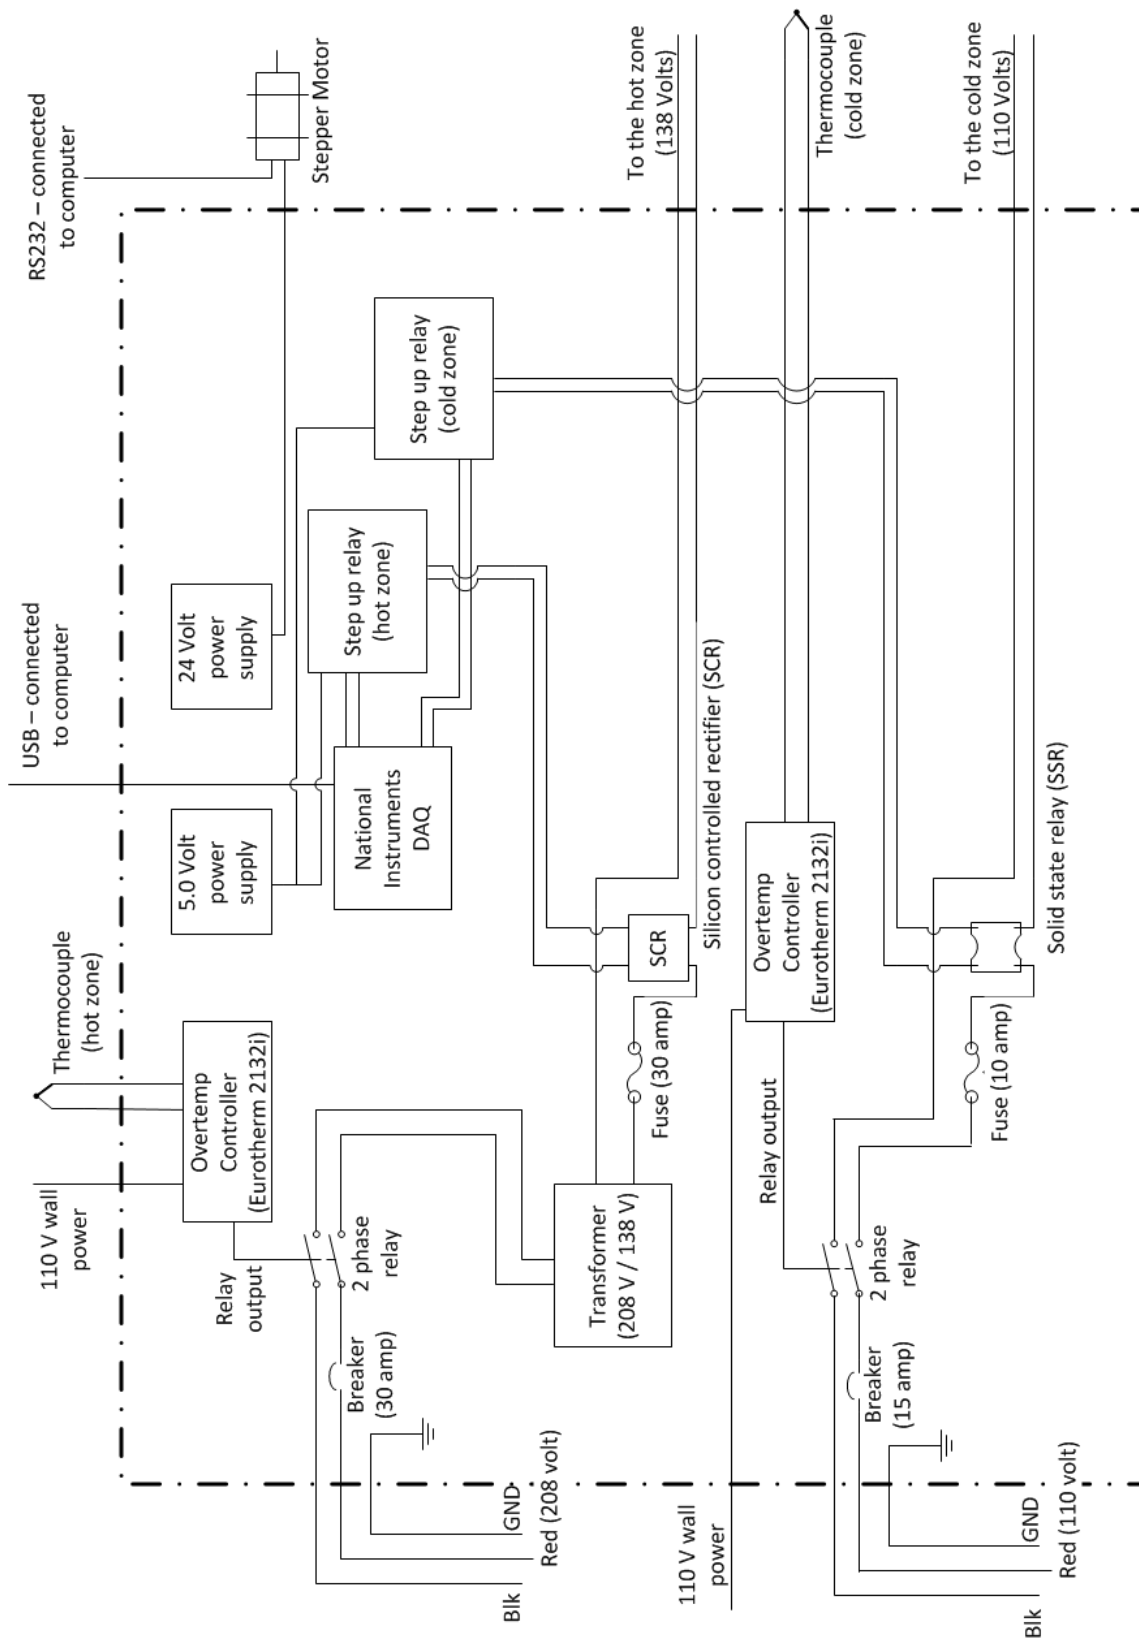 RS232 – connected
to computer
Stepper Motor
USB – connected
to computer
24 Volt
power
supply
5.0 Volt
power
supply
Step up relay
(cold zone)
Step up relay
(hot zone)
National
Instruments
DAQ
Thermocouple
(hot zone)
110 V wall
power
Overtemp
Controller
(Eurotherm 2132i)
Relay
output
2 phase
relay
Breaker
(30 amp)
GND
Red (208 volt)
Blk
Transformer
(208 V / 138 V)
Fuse (30 amp)
SCR
Silicon controlled rectifier (SCR)
To the hot zone
(138 Volts)
Thermocouple
(cold zone)
Overtemp
Controller
(Eurotherm 2132i)
110 V wall
power
Relay output
2 phase
relay
Breaker
(15 amp)
GND
Red (110 volt)
Blk
Fuse (10 amp)
Solid state relay (SSR)
To the cold zone
(110 Volts)